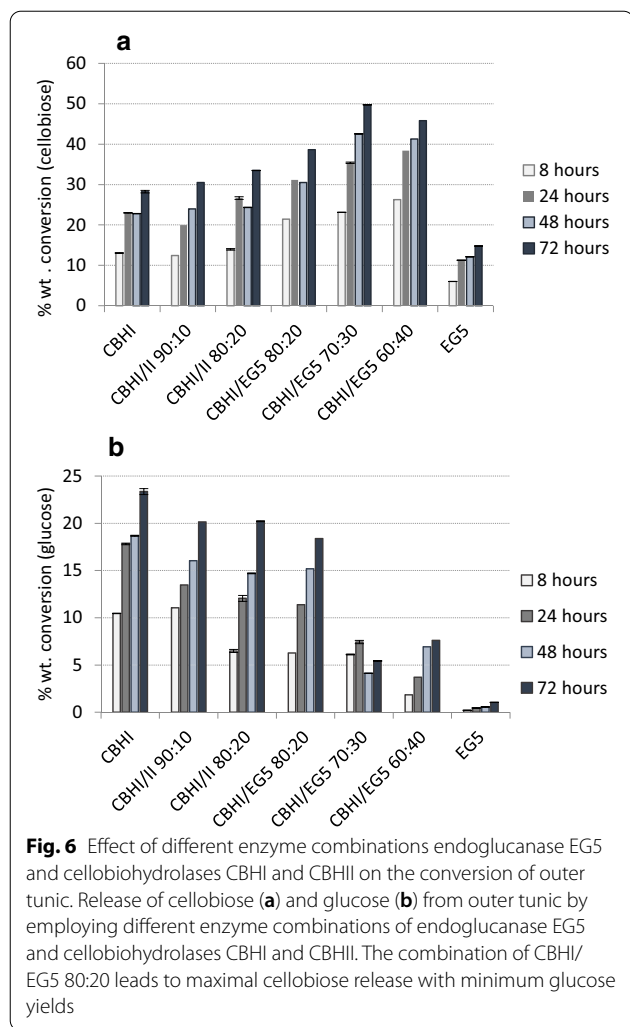 a
60
50
40
30
20
10
0
% wt . conversion (cellobiose)
CBHI
CBHI/II 90:10
CBHI/II 80:20
CBHI/EG5 80:20
CBHI/EG5 70:30
CBHI/EG5 60:40
EG5
8 hours
24 hours
48 hours
72 hours
b
25
20
15
10
5
0
% wt. conversion (glucose)
CBHI
CBHI/II 90:10
CBHI/II 80:20
CBHI/EG5 80:20
CBHI/EG5 70:30
CBHI/EG5 60:40
EG5
8 hours
24 hours
48 hours
72 hours
Fig. 6 Effect of different enzyme combinations endoglucanase EG5
and cellobiohydrolases CBHI and CBHII on the conversion of outer
tunic. Release of cellobiose (a) and glucose (b) from outer tunic by
employing different enzyme combinations of endoglucanase EG5
and cellobiohydrolases CBHI and CBHII. The combination of CBHI/
EG5 80:20 leads to maximal cellobiose release with minimum glucose
yields